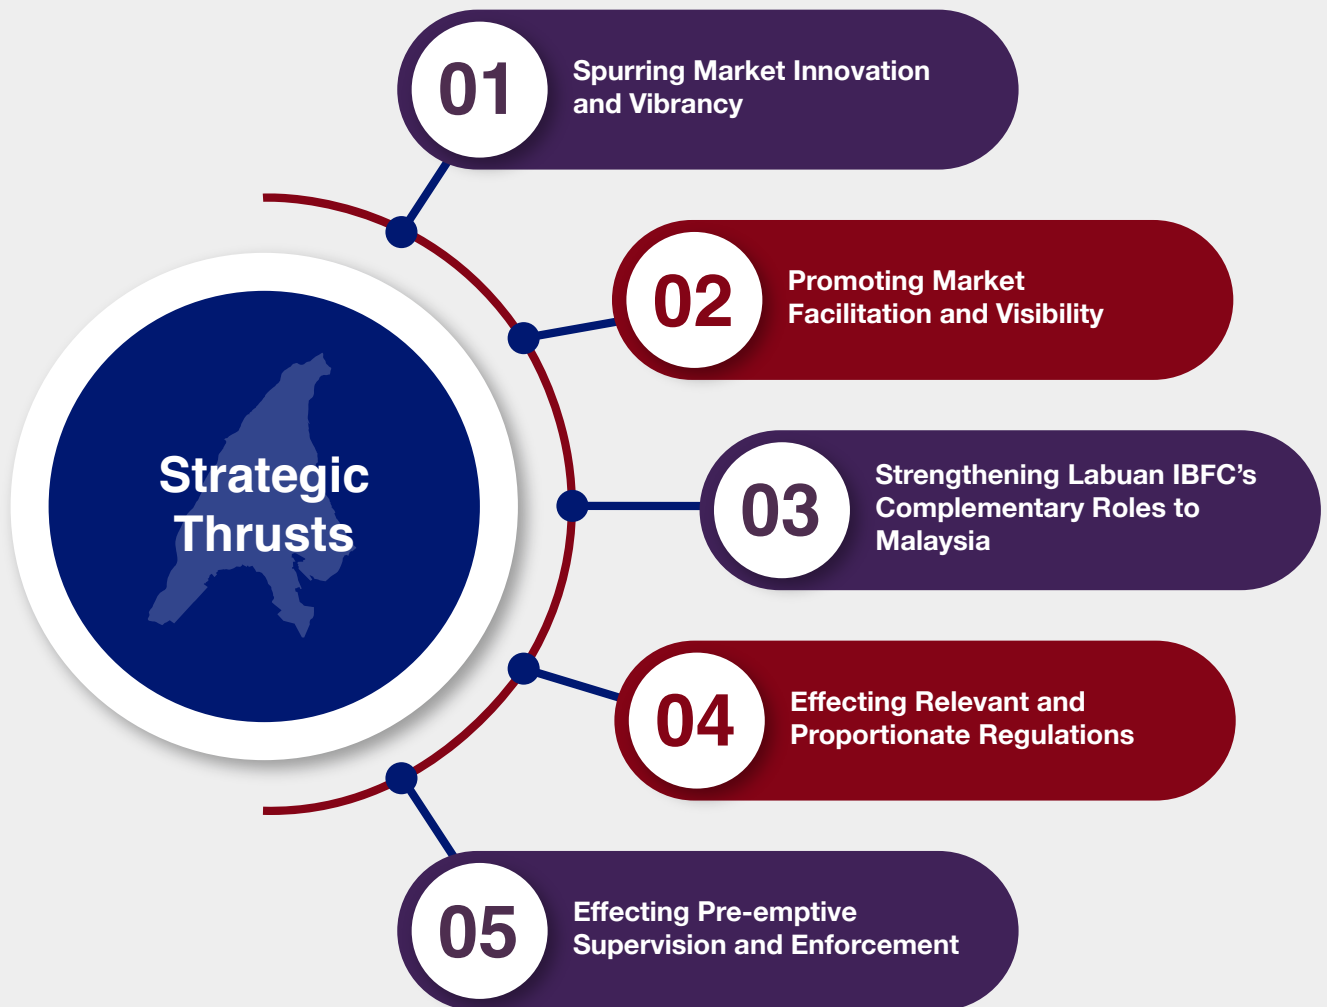 01
Spurring Market Innovation
and Vibrancy
02
Promoting Market
Facilitation and Visibility
Strategic
Thrusts
03
Strengthening Labuan IBFC’s
Complementary Roles to
Malaysia
04
Effecting Relevant and
Proportionate Regulations
05
Effecting Pre-emptive
Supervision and Enforcement